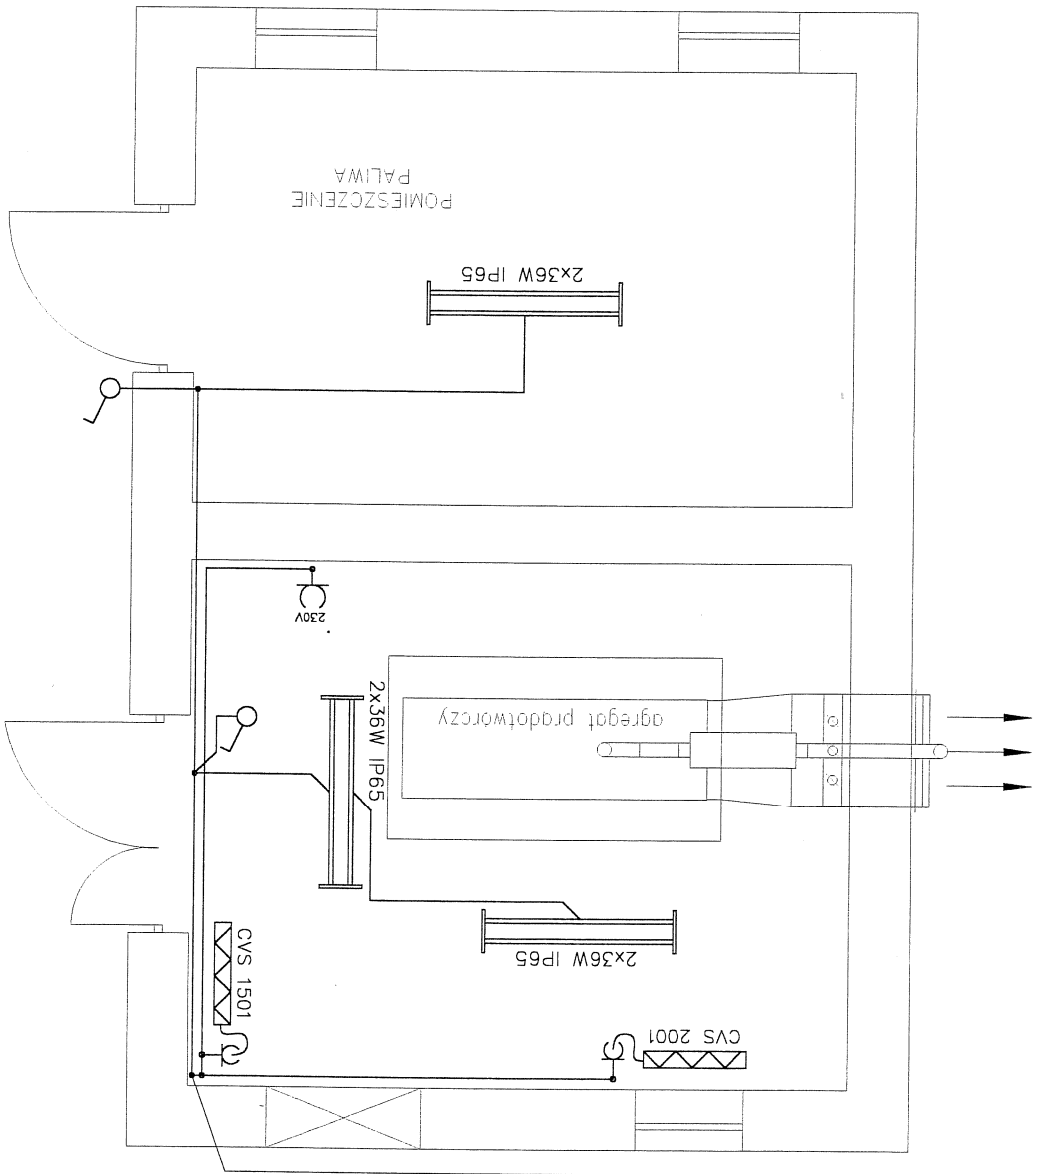 POMIESZCZENIE
PALIWA
2x36W IP65
230V
2x36W IP65
agregat prądotwórczy
2x36W IP65
CVS 1501
CVS 2001